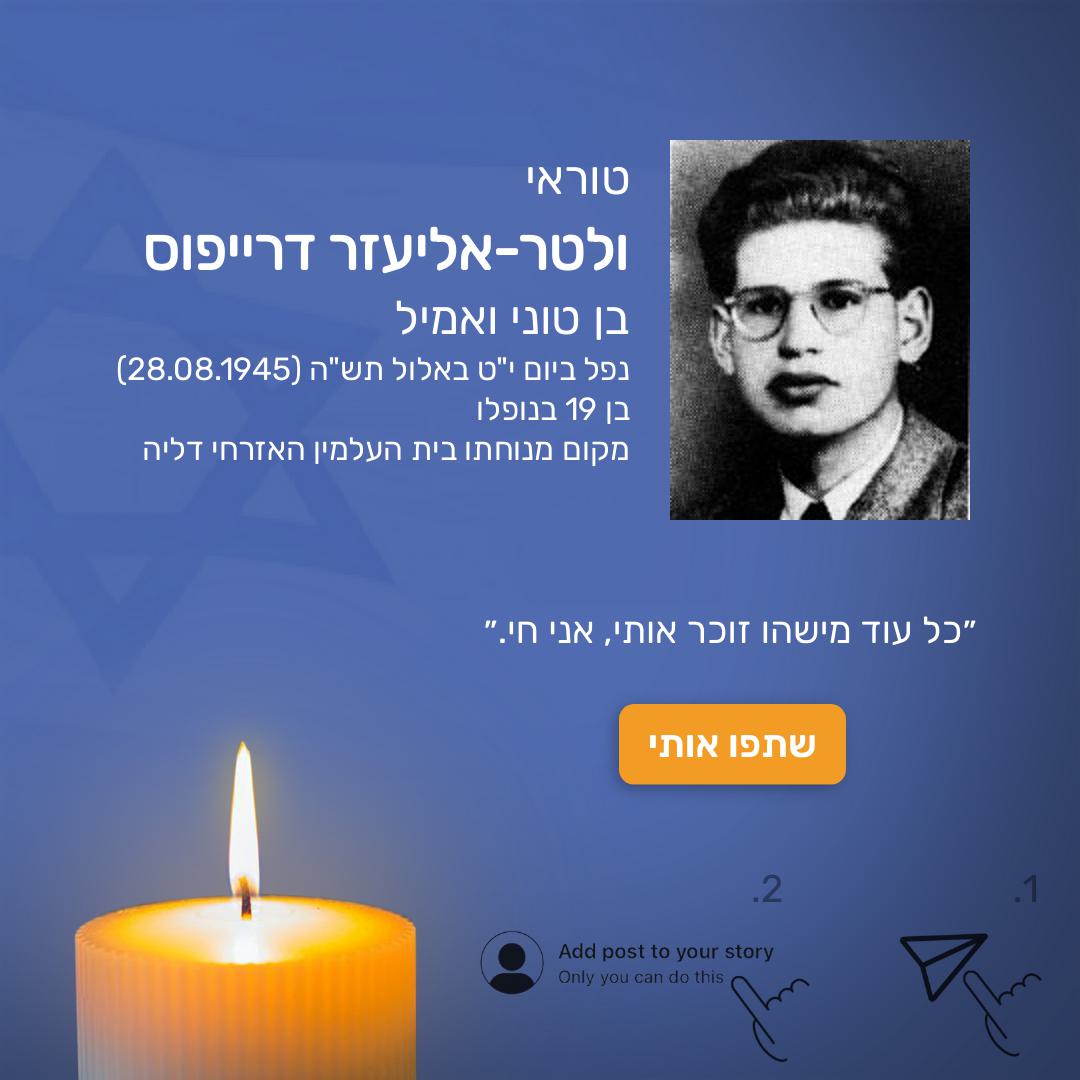 טוראי
ולטר-אליעזר דרייפוס
בן טוני ואמיל
נפל ביום י"ט באלול תש"ה (28.08.1945)
בן 19 בנופלו
מקום מנוחתו בית העלמין האזרחי דליה
״כל עוד מישהו זוכר אותי, אני חי.״
שתפו אותי
1.
2.
Add post to your story
Only you can do this